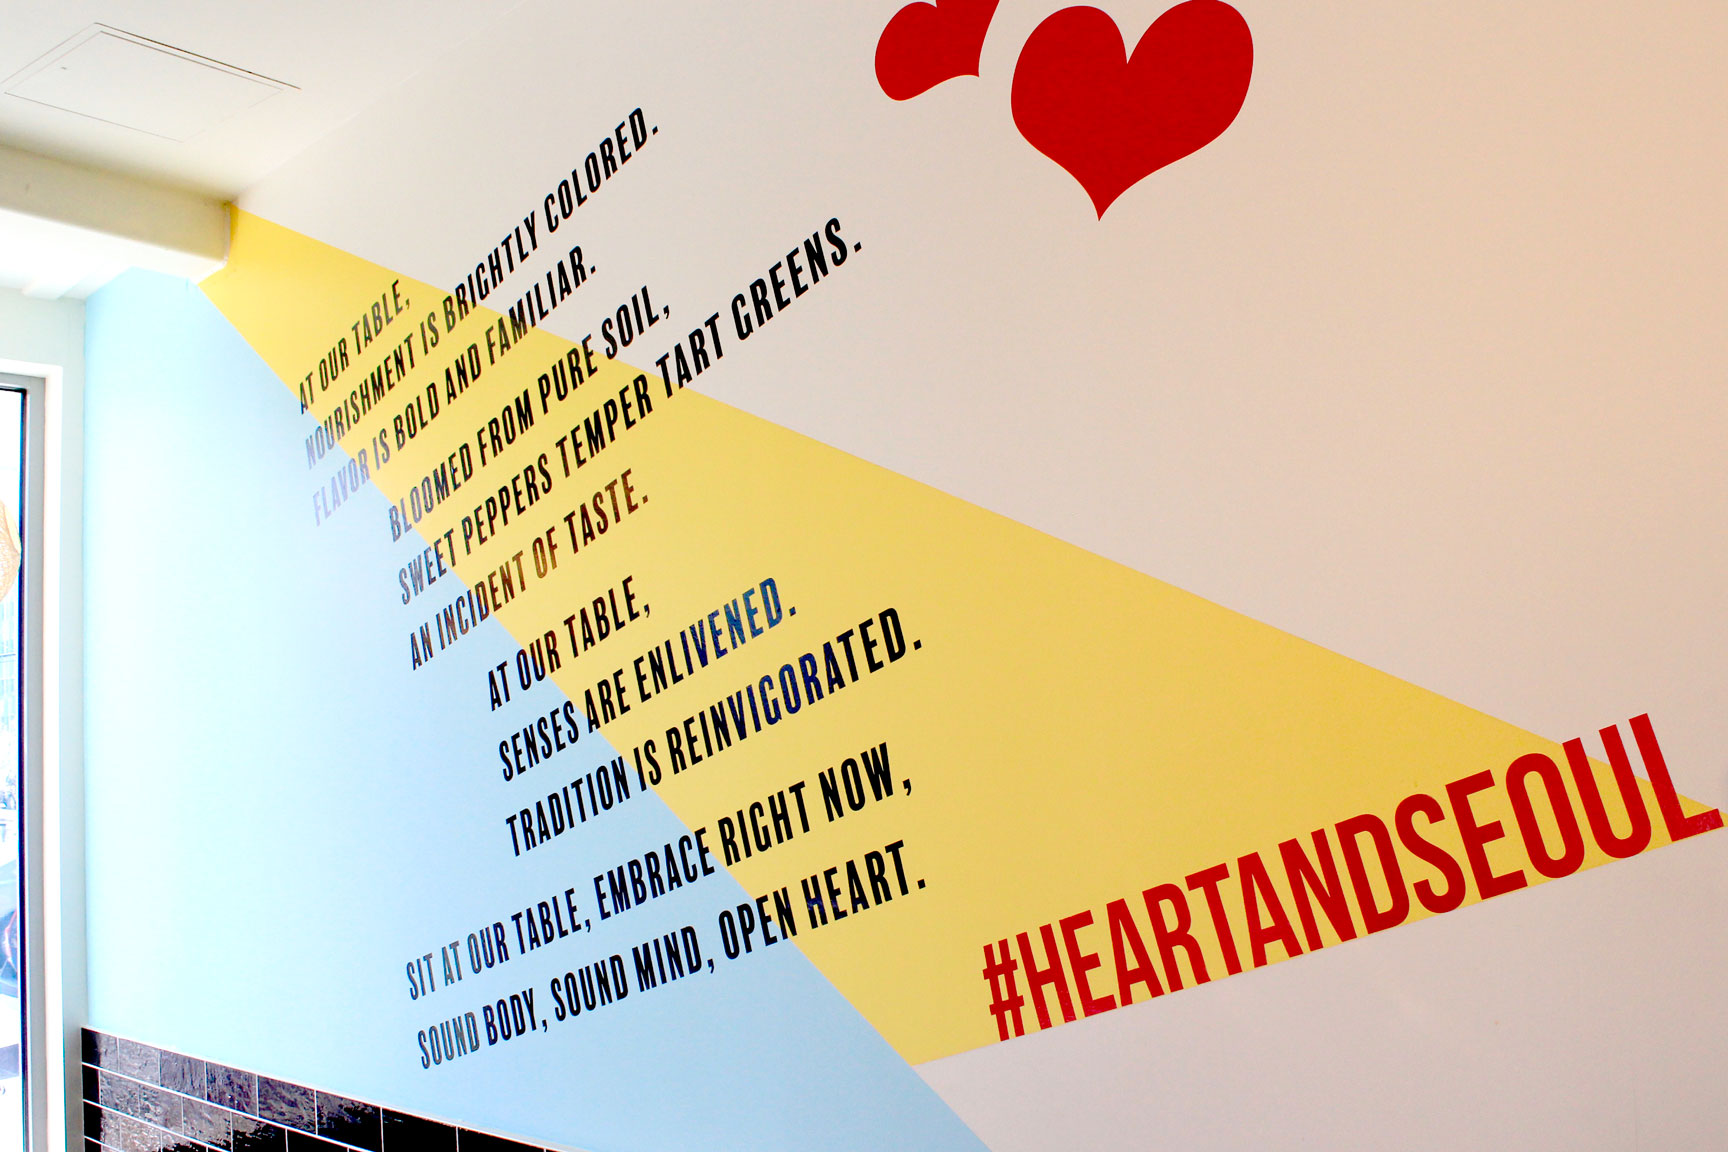 AT OUR TABLE,
NOURISHMENT IS BRIGHTLY COLORED.
FLAVOR IS BOLD AND FAMILIAR.
BLOOMED FROM PURE SOIL,
SWEET PEPPERS TEMPER TART GREENS.
AN INCIDENT OF TASTE.
AT OUR TABLE,
SENSES ARE ENLIVENED.
TRADITION IS REINVIGORATED.
SIT AT OUR TABLE, EMBRACE RIGHT NOW,
SOUND BODY, SOUND MIND, OPEN HEART.
#HEARTANDSEOUL